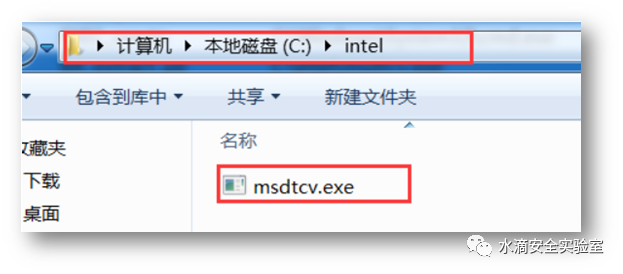 计算机 本地磁盘 (C:) intel
包含到库中 共享 新建文件夹
收藏夹
下载
桌面
名称
msdtcv.exe
水滴安全实验室